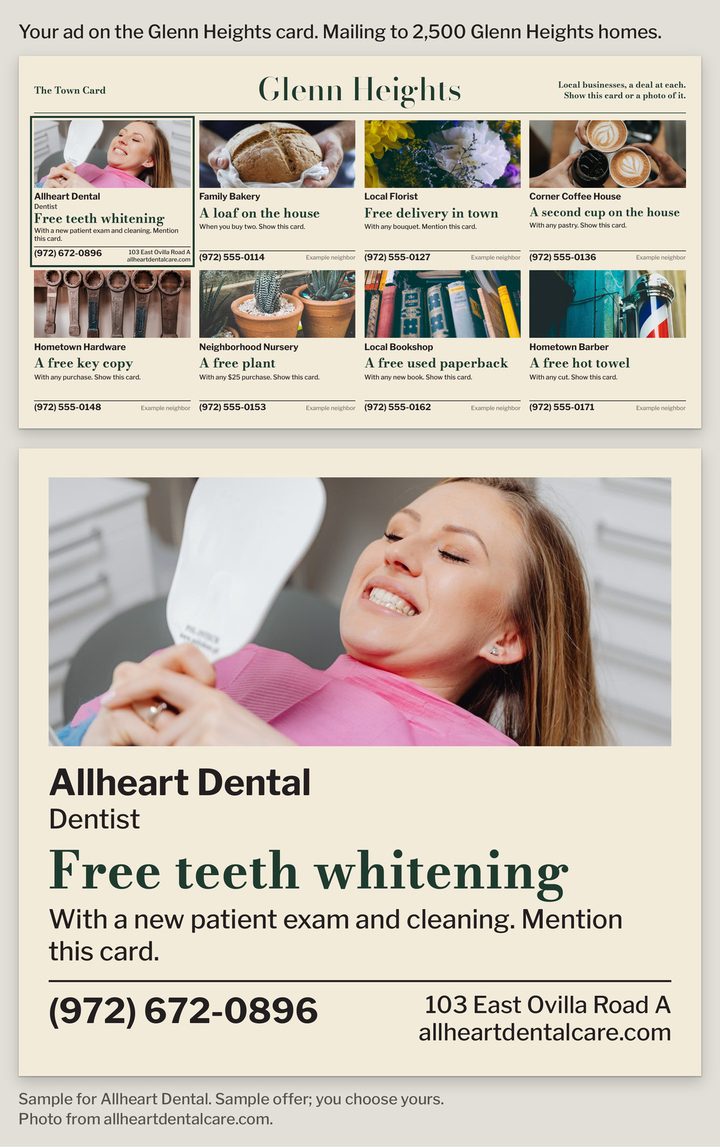 Your ad on the Glenn Heights card. Mailing to 2,500 Glenn Heights homes.
The Town Card
Glenn Heights
Local businesses, a deal at each.
Show this card or a photo of it.
Allheart Dental
Dentist
Free teeth whitening
With a new patient exam and cleaning. Mention
this card.
(972) 672-0896
103 East Ovilla Road A
allheartdentalcare.com
Family Bakery
A loaf on the house
When you buy two. Show this card.
(972) 555-0114
Example neighbor
Local Florist
Free delivery in town
With any bouquet. Mention this card.
(972) 555-0127
Example neighbor
Corner Coffee House
A second cup on the house
With any pastry. Show this card.
(972) 555-0136
Example neighbor
Hometown Hardware
A free key copy
With any purchase. Show this card.
(972) 555-0148
Example neighbor
Neighborhood Nursery
A free plant
With any $25 purchase. Show this card.
(972) 555-0153
Example neighbor
Local Bookshop
A free used paperback
With any new book. Show this card.
(972) 555-0162
Example neighbor
Hometown Barber
A free hot towel
With any cut. Show this card.
(972) 555-0171
Example neighbor
Allheart Dental
Dentist
Free teeth whitening
With a new patient exam and cleaning. Mention
this card.
(972) 672-0896
103 East Ovilla Road A
allheartdentalcare.com
Sample for Allheart Dental. Sample offer; you choose yours.
Photo from allheartdentalcare.com.